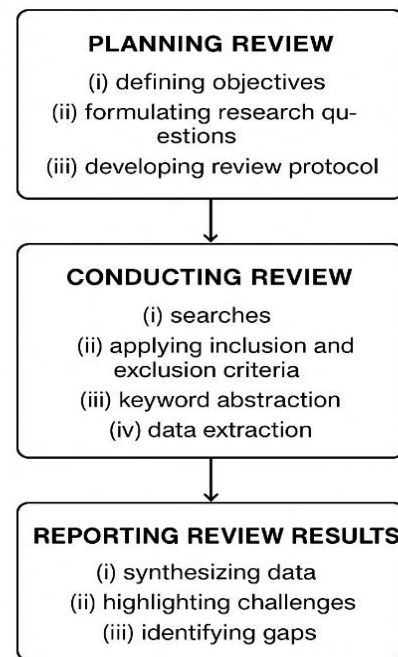 PLANNING REVIEW
(i) defining objectives
(ii) formulating research qu-
estions
(iii) developing review protocol
CONDUCTING REVIEW
(i) searches
(ii) applying inclusion and
exclusion criteria
(iii) keyword abstraction
(iv) data extraction
REPORTING REVIEW RESULTS
(i) synthesizing data
(ii) highlighting challenges
(iii) identifying gaps